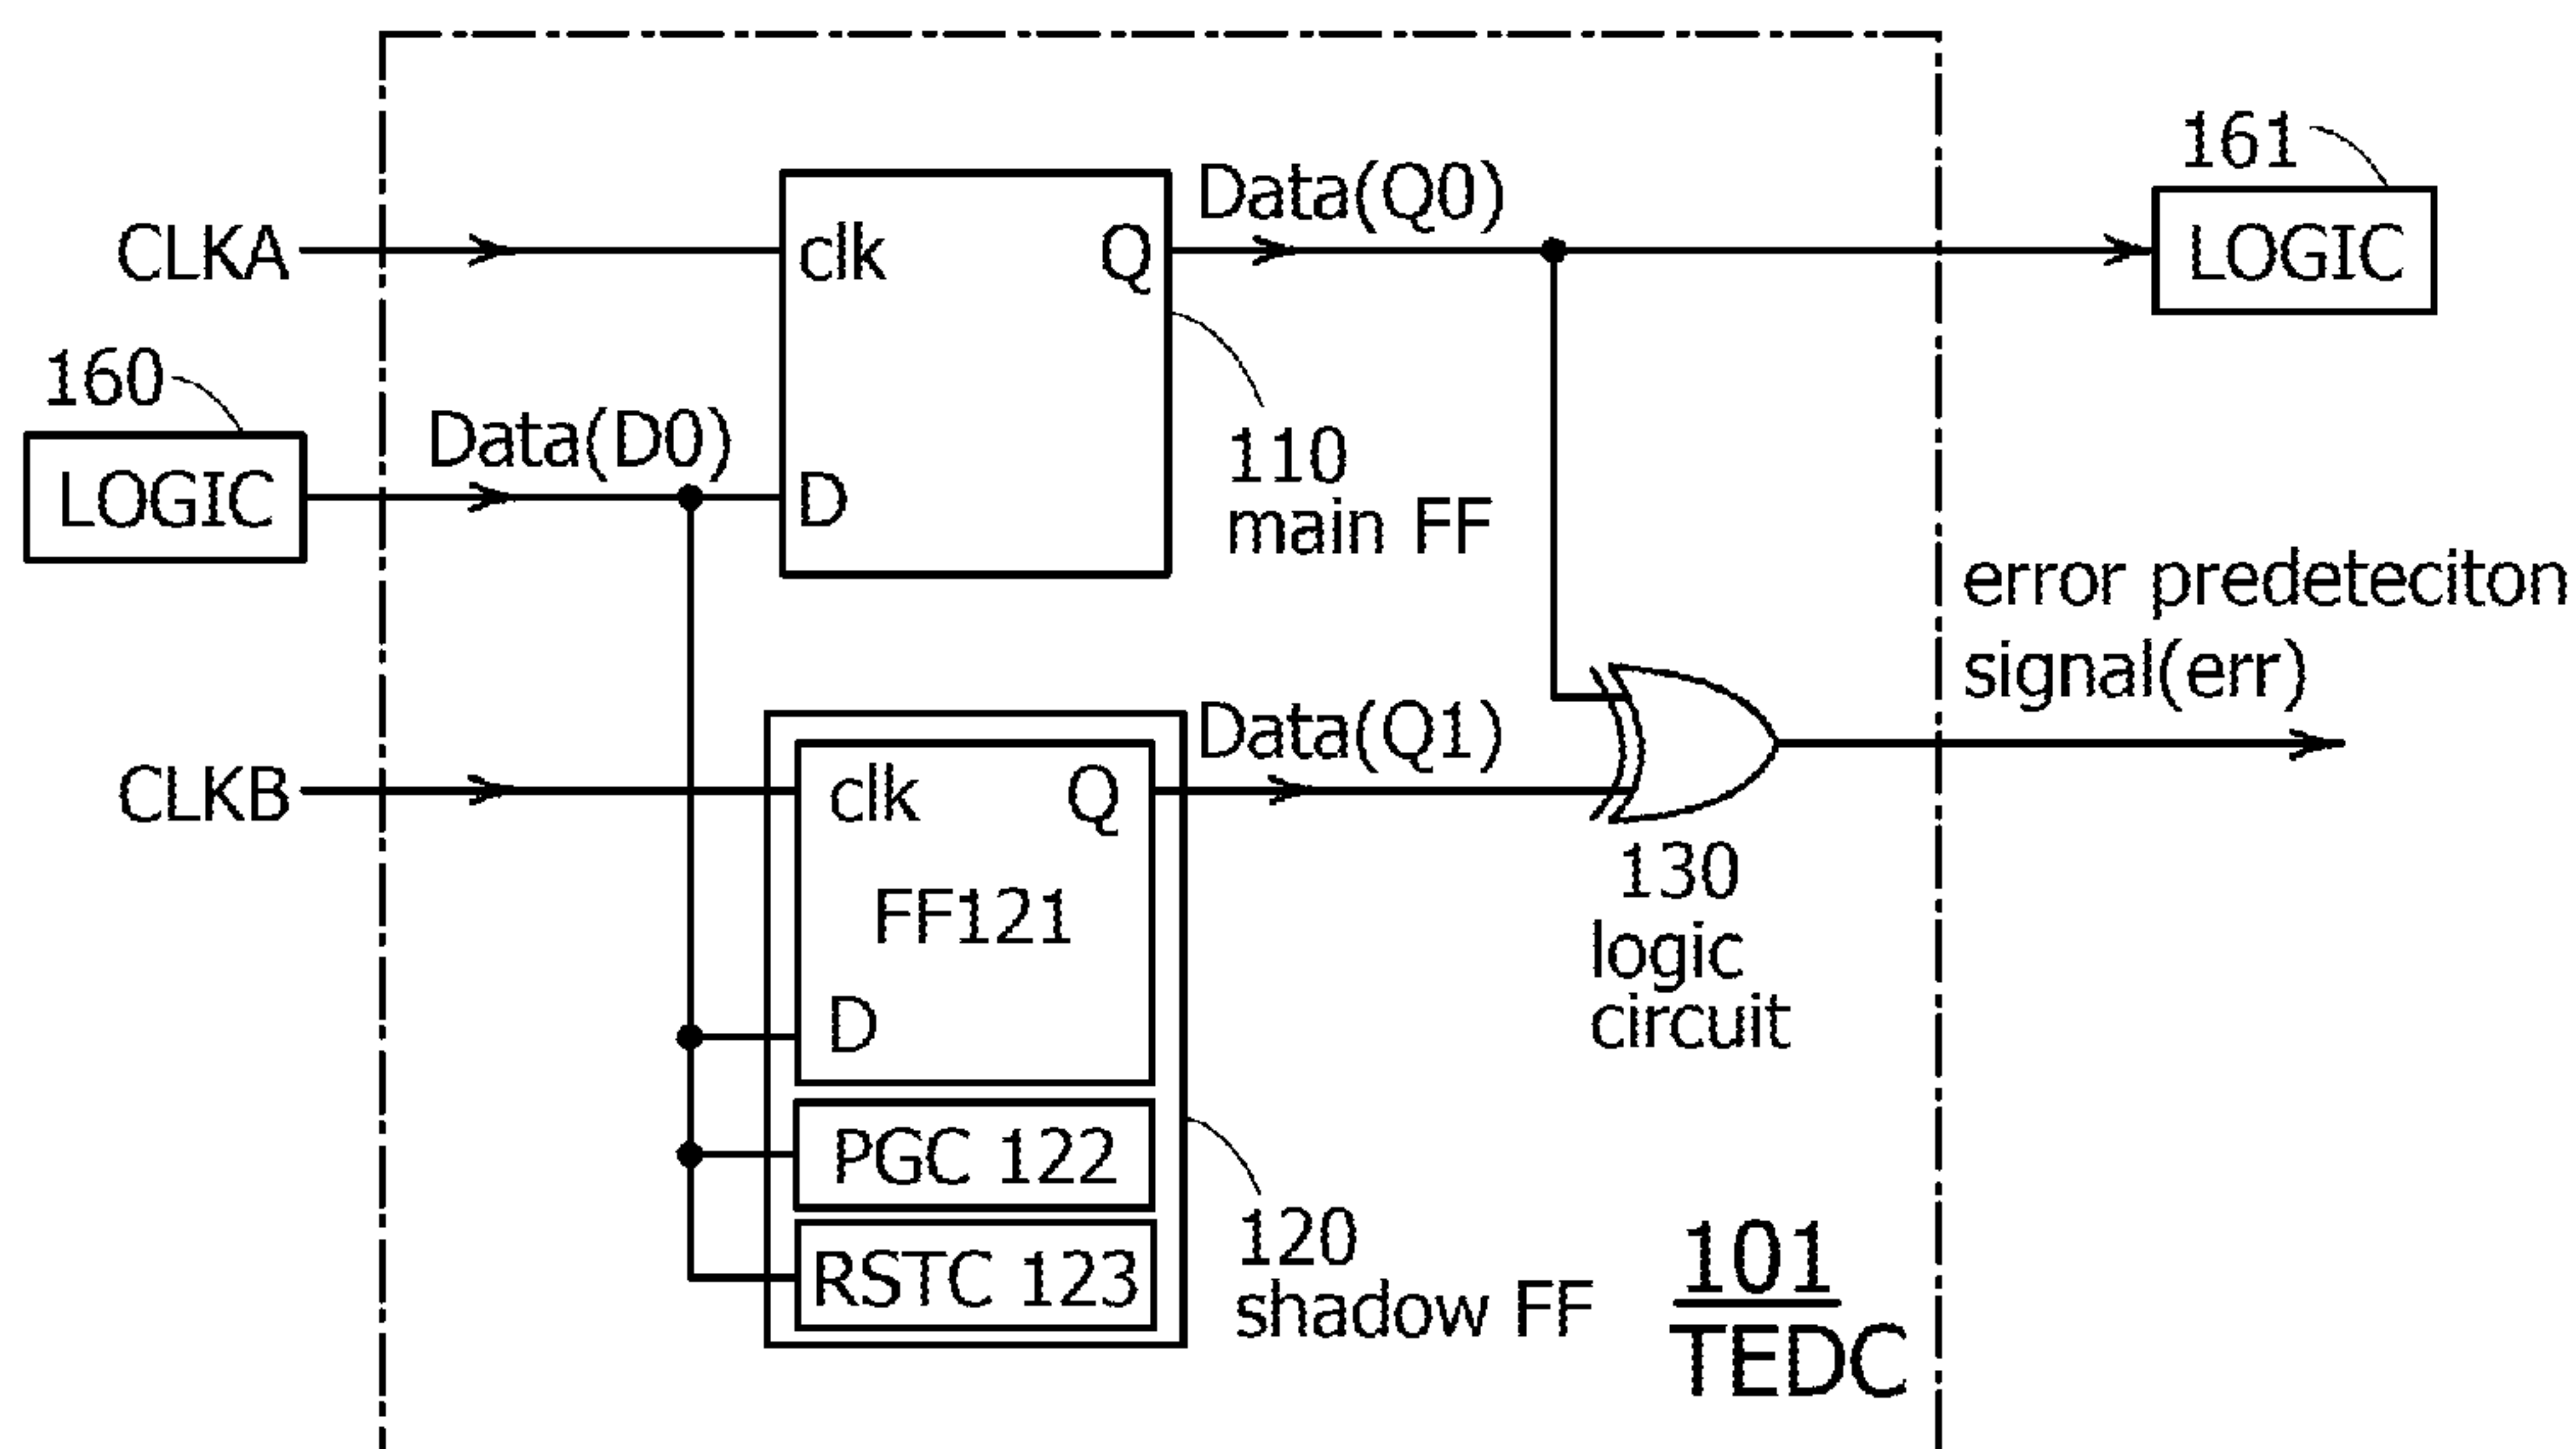 161
Data(Q0)
CLKA
clk
Q
LOGIC
160
Data(D0)
110
main FF
LOGIC
D
error predeteciton
signal(err)
Data(Q1)
CLKB
clk
Q
FF121
130
logic
circuit
D
PGC 122
120
shadow FF
RSTC 123
101
TEDC